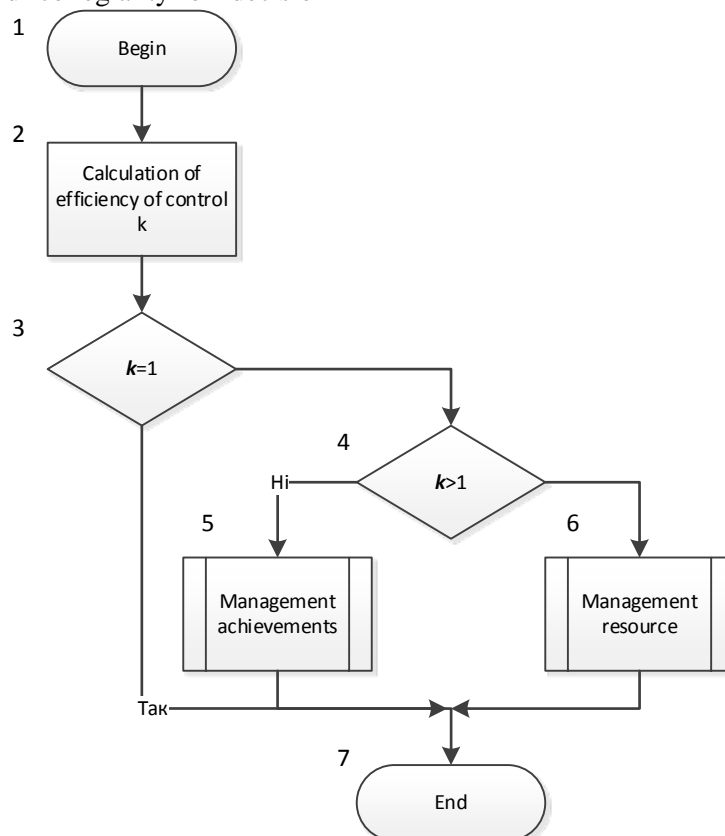 1
Begin
2
Calculation of
efficiency of control
k
3
k=1
4
k>1
Ні
5
6
Management
achievements
Management
resource
Так
7
End